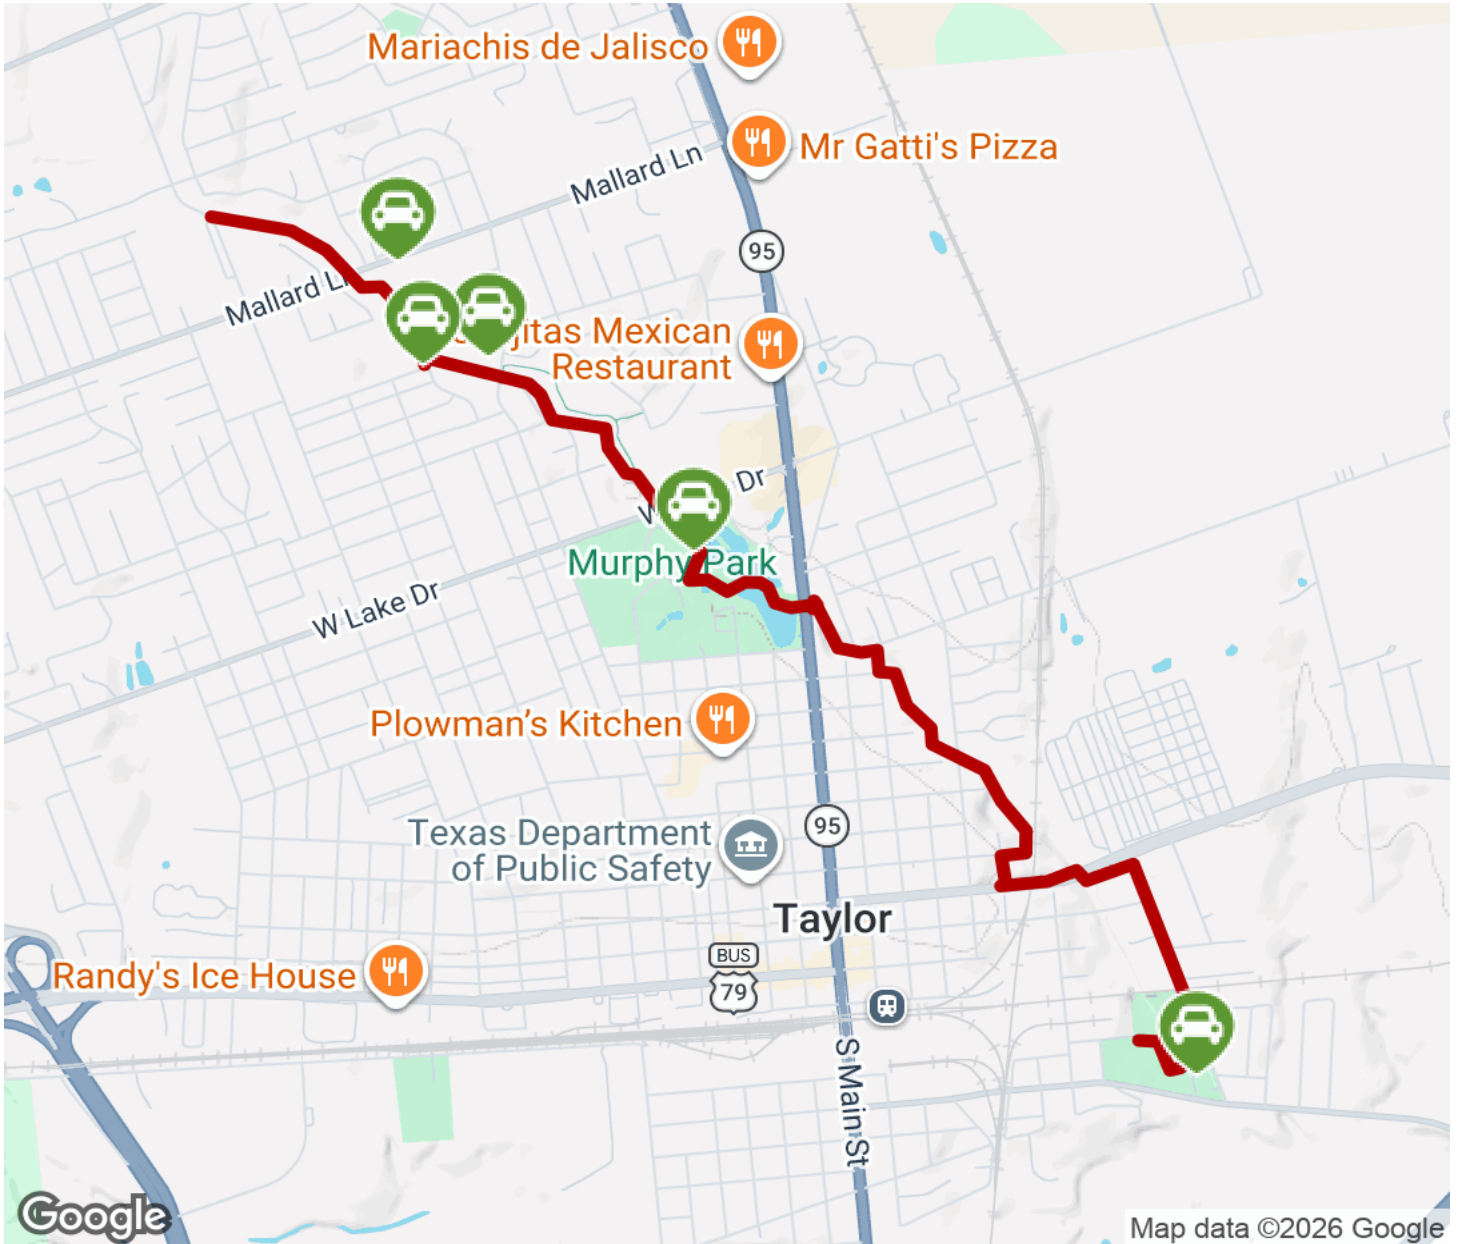 Mariachis de Jalisco
Mr Gatti's Pizza
Mallard Ln
95
Mallard L
jitas Mexican
Restaurant
Dr
W
Murphy Park
W Lake Dr
Plowman's Kitchen
Texas Department
of Public Safety
95
Taylor
Randy's Ice House
BUS
79
S Main St
Google
Map data ©2026 Google